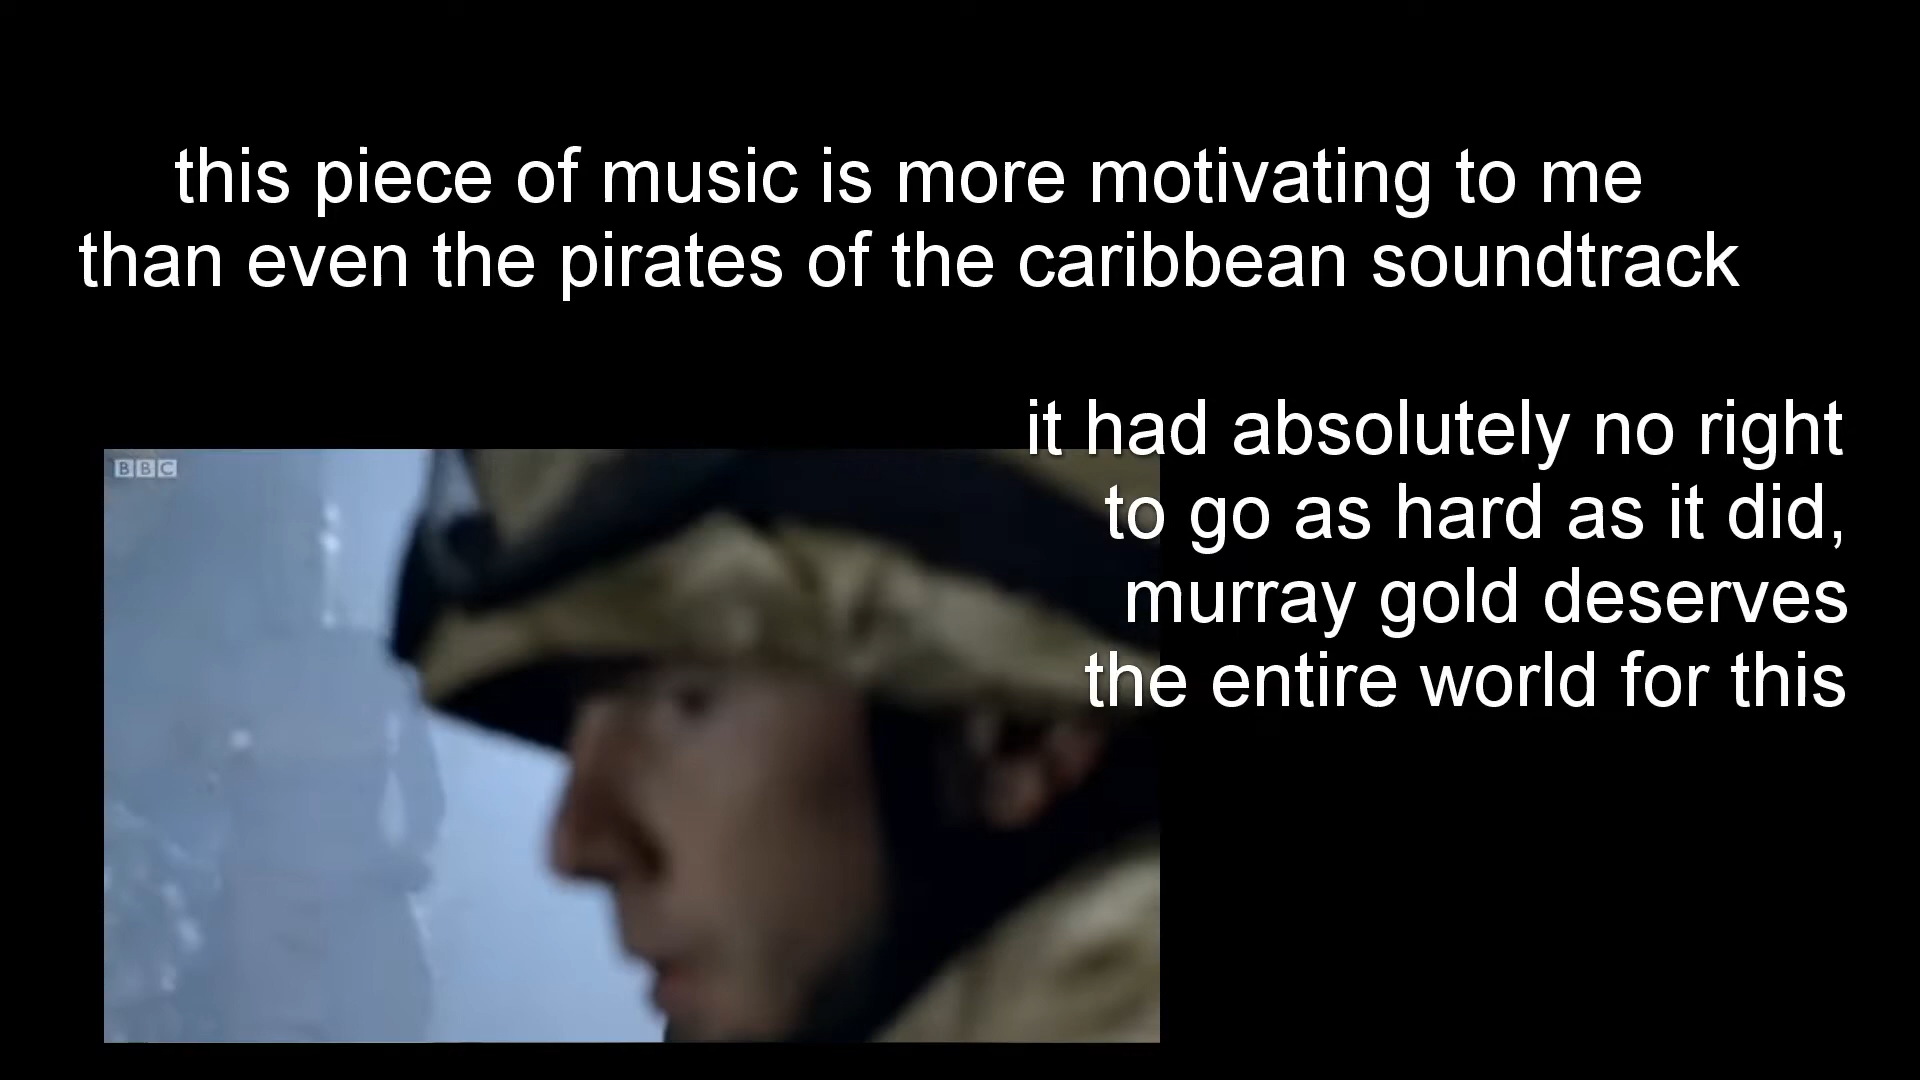 this piece of music is more motivating to me
than even the pirates of the caribbean soundtrack
it had absolutely no right
to go as hard as it did,
murray gold deserves
the entire world for this
BBC